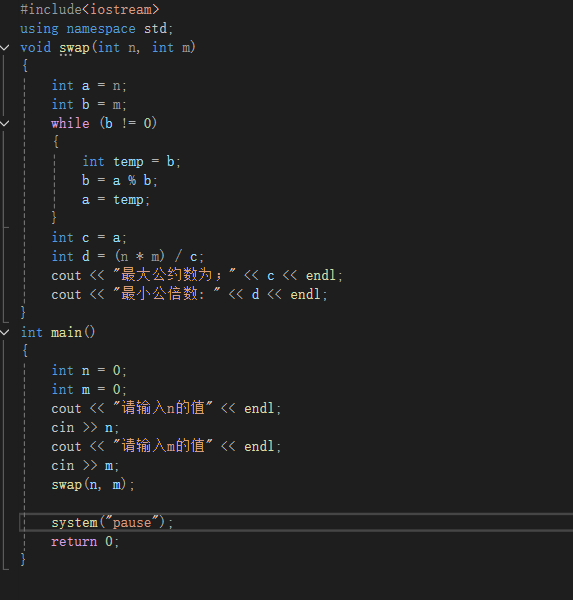 #include<iostream>
using namespace std;
void swap(int n, int m)
{
    int a = n;
    int b = m;
    while (b != 0)
    {
        int temp = b;
        b = a % b;
        a = temp;
    }
    int c = a;
    int d = (n * m) / c;
    cout << "最大公约数为；" << c << endl;
    cout << "最小公倍数: " << d << endl;
}
int main()
{
    int n = 0;
    int m = 0;
    cout << "请输入n的值" << endl;
    cin >> n;
    cout << "请输入m的值" << endl;
    cin >> m;
    swap(n, m);
    system("pause");
    return 0;
}